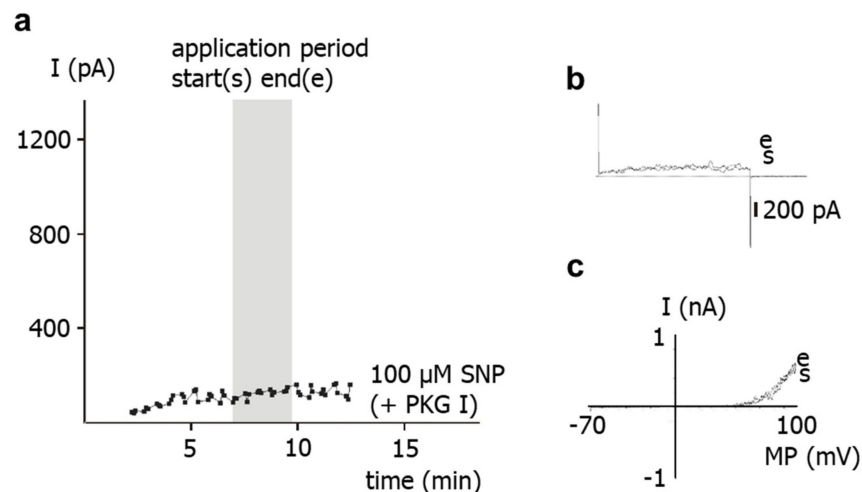 a
application period
I (pA)
start(s) end(e)
1200
800
400
100 µM SNP
(+ PKG I)
5
10
15
time (min)
b
e
s
200 pA
c
I (nA)
1
e
s
-70
100
MP (mV)
-1